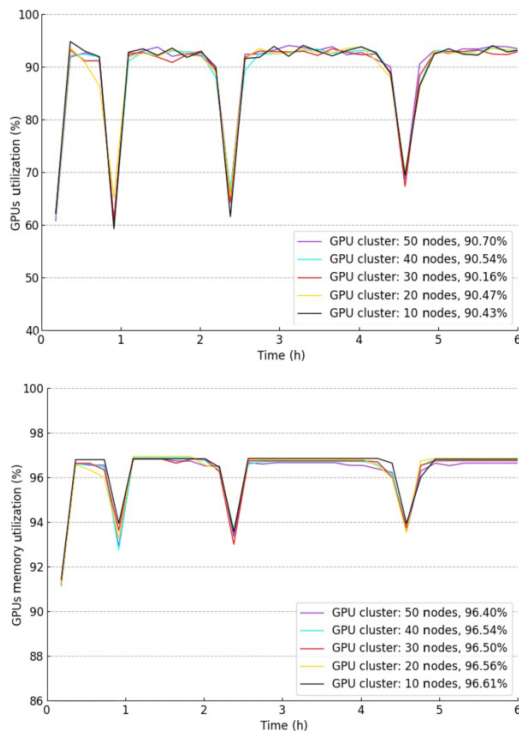 100
90
80
70
60
50
40
0
1
2
3
4
5
6
GPUs utilization (%)
Time (h)
GPU cluster: 50 nodes, 90.70%
GPU cluster: 40 nodes, 90.54%
GPU cluster: 30 nodes, 90.16%
GPU cluster: 20 nodes, 90.47%
GPU cluster: 10 nodes, 90.43%
100
98
96
94
92
90
88
86
0
1
2
3
4
5
6
GPUs memory utilization (%)
Time (h)
GPU cluster: 50 nodes, 96.40%
GPU cluster: 40 nodes, 96.54%
GPU cluster: 30 nodes, 96.50%
GPU cluster: 20 nodes, 96.56%
GPU cluster: 10 nodes, 96.61%